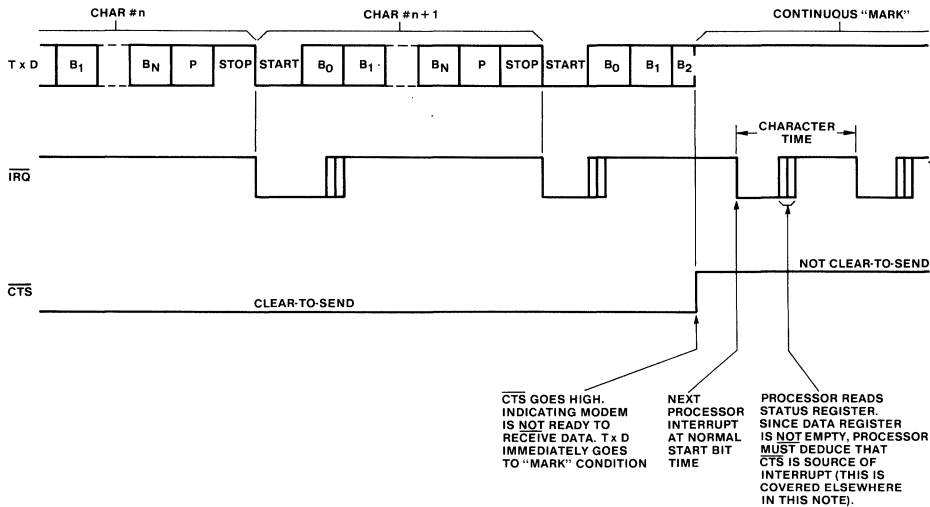 CHAR #n
CHAR #n + 1
CONTINUOUS “MARK”
T x D
B1
BN
P
STOP
START
B0
B1
BN
P
STOP
START
B0
B1
B2
CHARACTER
TIME
IRQ
NOT CLEAR-TO-SEND
CTS
CLEAR-TO-SEND
CTS GOES HIGH.
INDICATING MODEM
IS NOT READY TO
RECEIVE DATA. T x D
IMMEDIATELY GOES
TO “MARK” CONDITION
NEXT
PROCESSOR
INTERRUPT
AT NORMAL
START BIT
TIME
PROCESSOR READS
STATUS REGISTER.
SINCE DATA REGISTER
IS NOT EMPTY, PROCESSOR
MUST DEDUCE THAT
CTS IS SOURCE OF
INTERRUPT (THIS IS
COVERED ELSEWHERE
IN THIS NOTE).